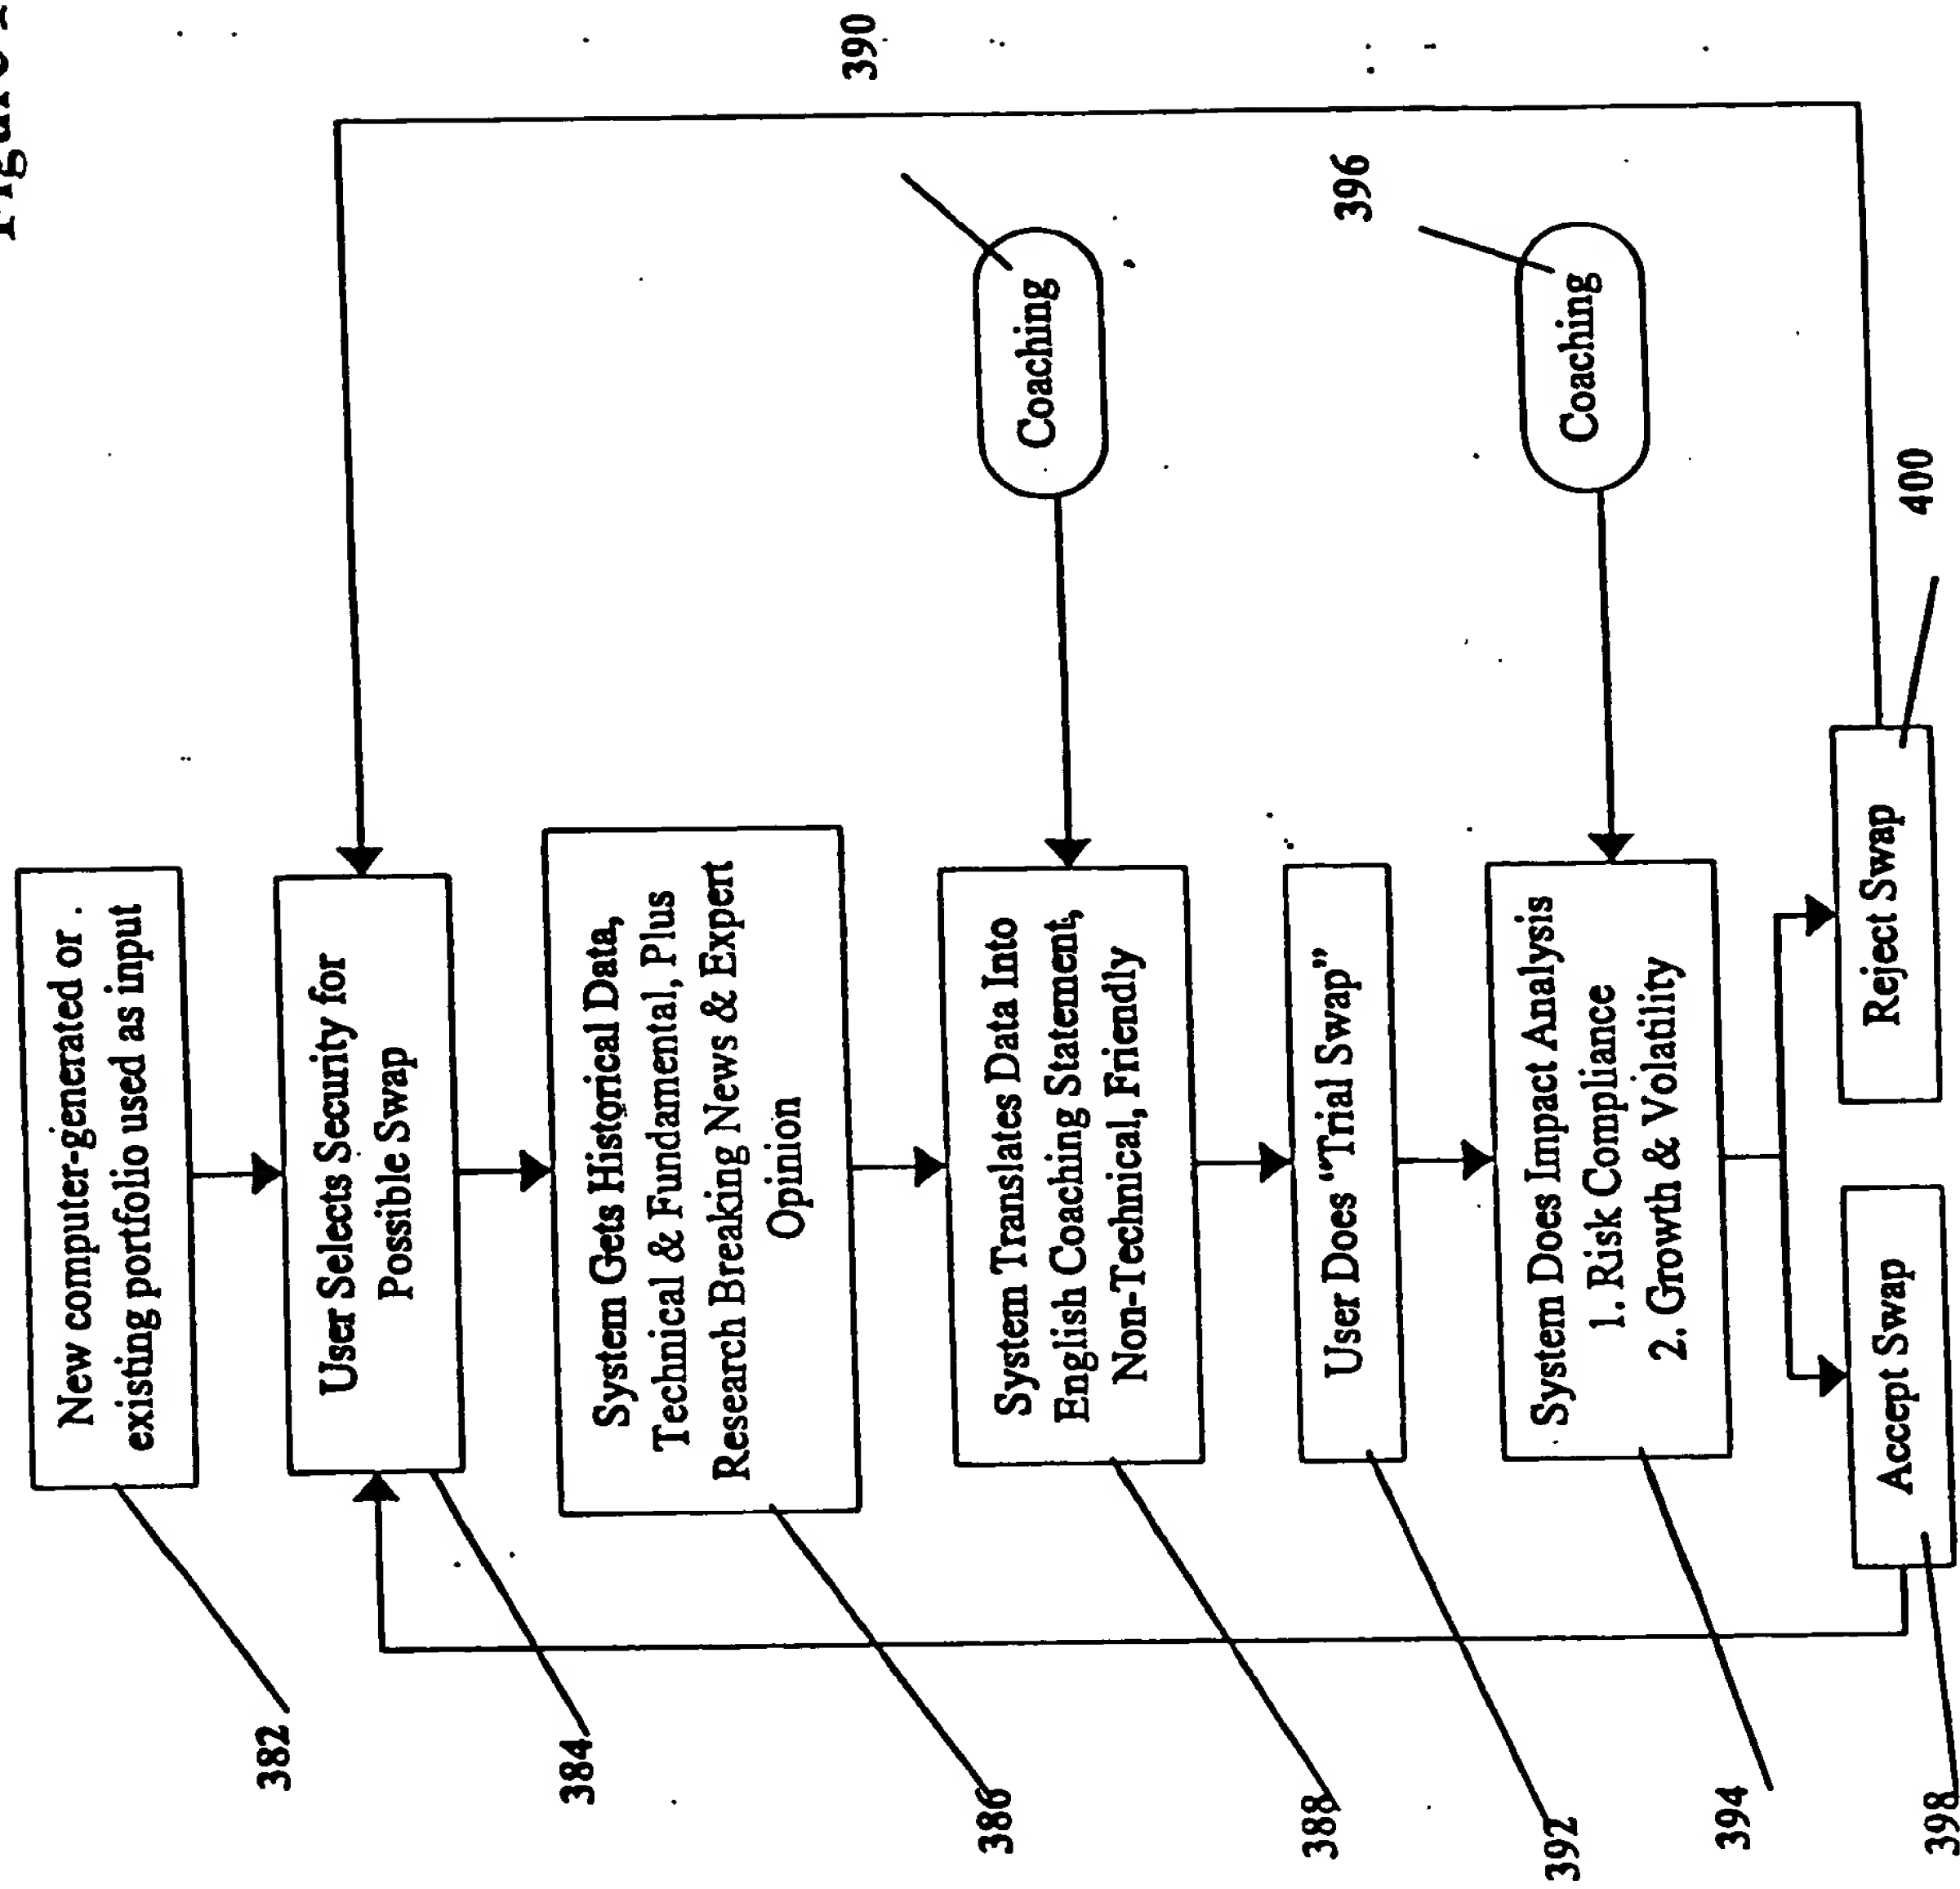 New computer-generated or
existing portfolio used as input
382
User Selects Security for
Possible Swap
384
System Gets Historical Data,
Technical & Fundamental, Plus
Research Breaking News & Expert
Opinion
386
390
Coaching
System Translates Data Into
English Coaching Statement,
Non-Technical, Friendly
388
User Does "Trial Swap"
392
396
Coaching
System Does Impact Analysis
1. Risk Compliance
2. Growth & Volatility
394
Accept Swap
398
Reject Swap
400